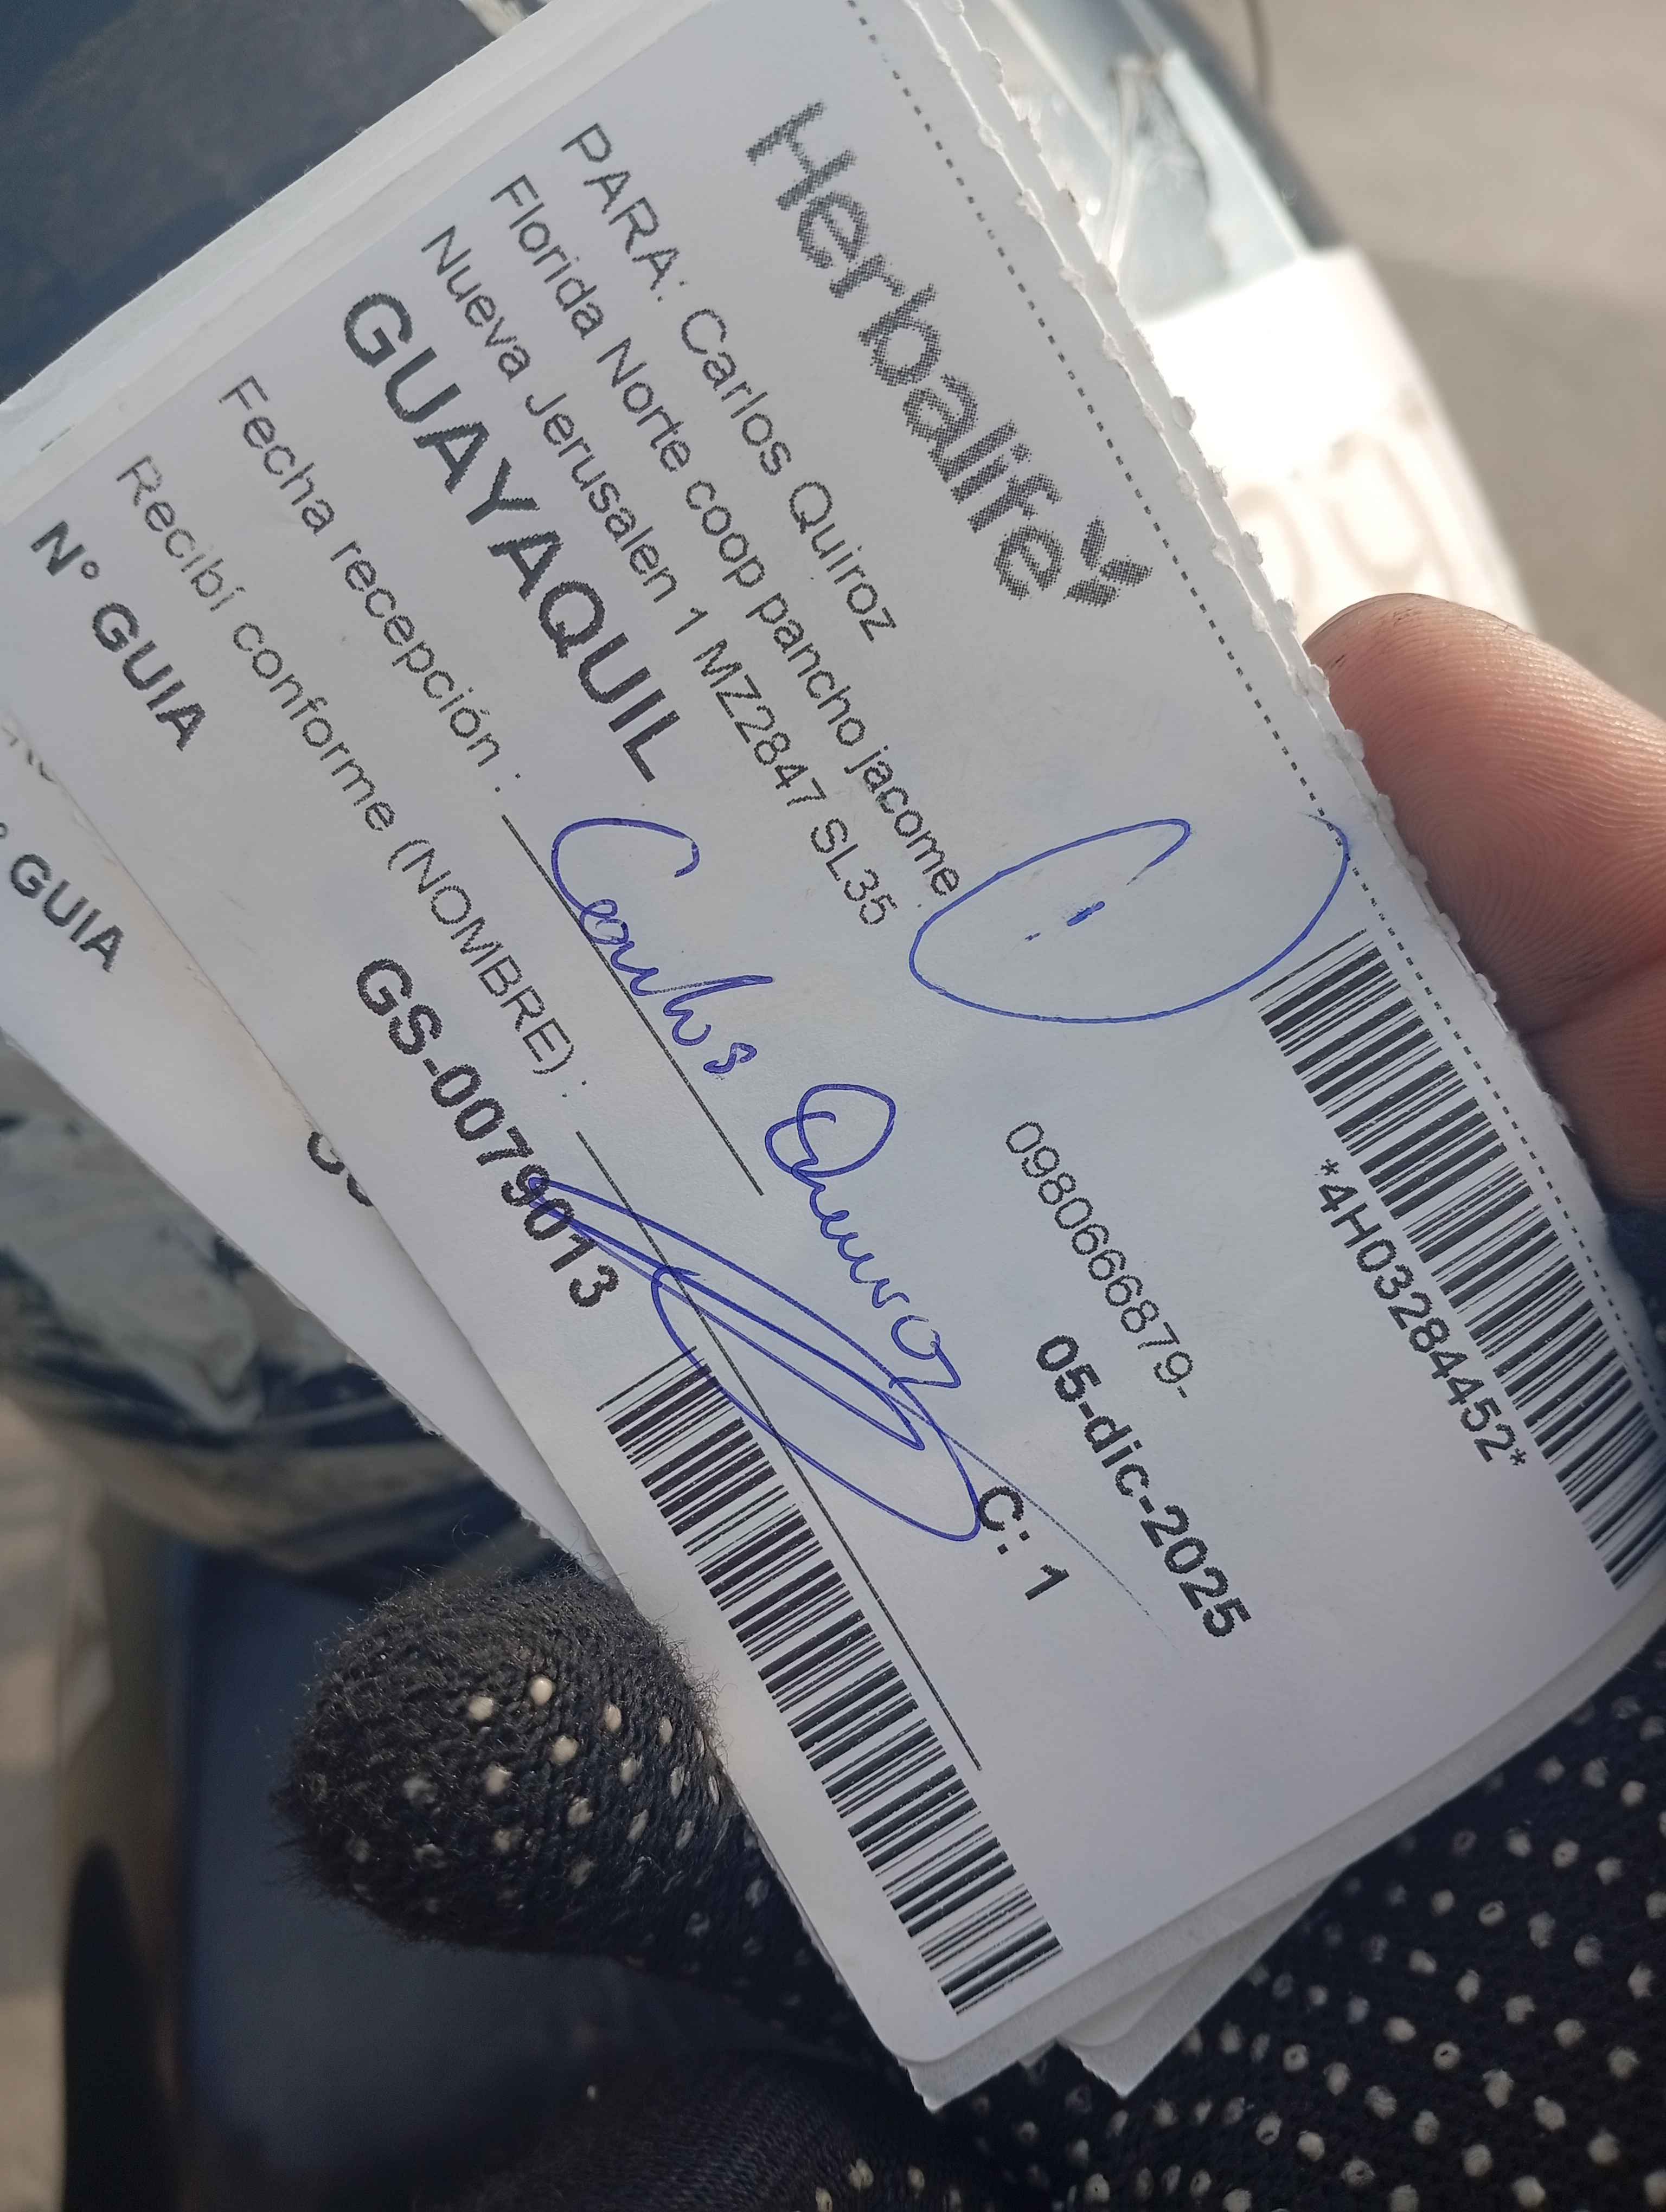 Herbalife
*4H03284452*
PARA: Carlos Quiroz
Florida Norte coop pancho jacome
0980666879-
Nueva Jerusalen 1 MZ2847 SL35
05-dic-2025
GUAYAQUIL
C: 1
Fecha recepción :
Carlos Quiroz
Recibí conforme (NOMBRE) :
N° GUIA
GS-0079013
GUIA